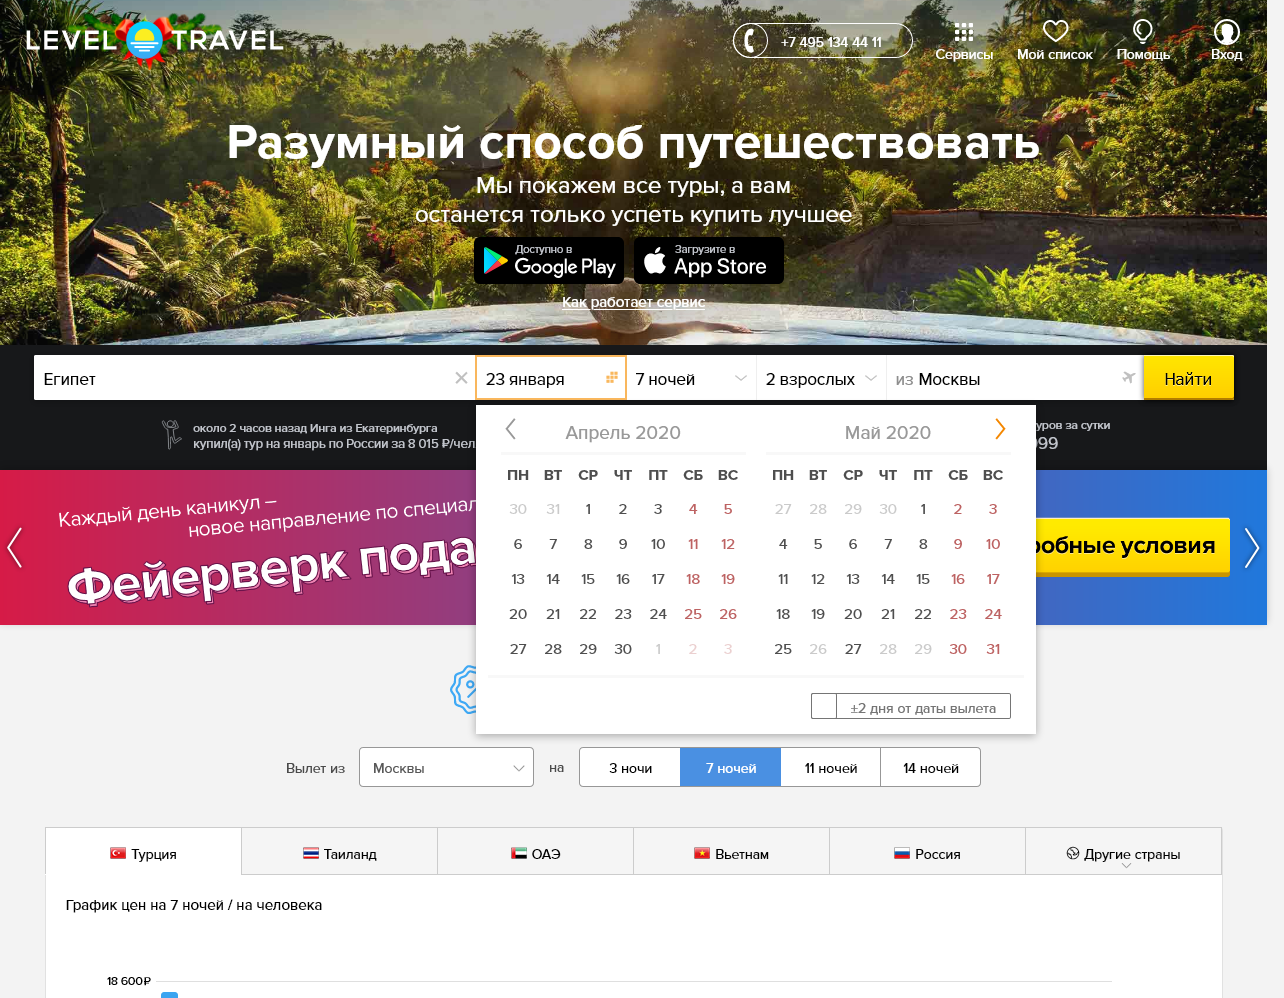 LEVEL TRAVEL
+7 495 134 44 11
Сервисы
Мой список
Помощь
Вход
Разумный способ путешествовать
Мы покажем все туры, а вам
останется только успеть купить лучшее
Доступно в
Google Play
Загрузите в
App Store
Как работает сервис
Египет
23 января
7 ночей
2 взрослых
из Москвы
Найти
около 2 часов назад Инга из Екатеринбурга
купил(а) тур на январь по России за 8 015 ₽/чел.
уров за сутки
999
Апрель 2020
ПН ВТ СР ЧТ ПТ СБ ВС
30 31 1 2 3 4 5
6 7 8 9 10 11 12
13 14 15 16 17 18 19
20 21 22 23 24 25 26
27 28 29 30 1 2 3
Май 2020
ПН ВТ СР ЧТ ПТ СБ ВС
27 28 29 30 1 2 3
4 5 6 7 8 9 10
11 12 13 14 15 16 17
18 19 20 21 22 23 24
25 26 27 28 29 30 31
±2 дня от даты вылета
Каждый день каникул –
новое направление по специал
Фейерверк пода
робные условия
Вылет из
Москвы
на
3 ночи
7 ночей
11 ночей
14 ночей
Турция
Таиланд
ОАЭ
Вьетнам
Россия
Другие страны
График цен на 7 ночей / на человека
18 600₽